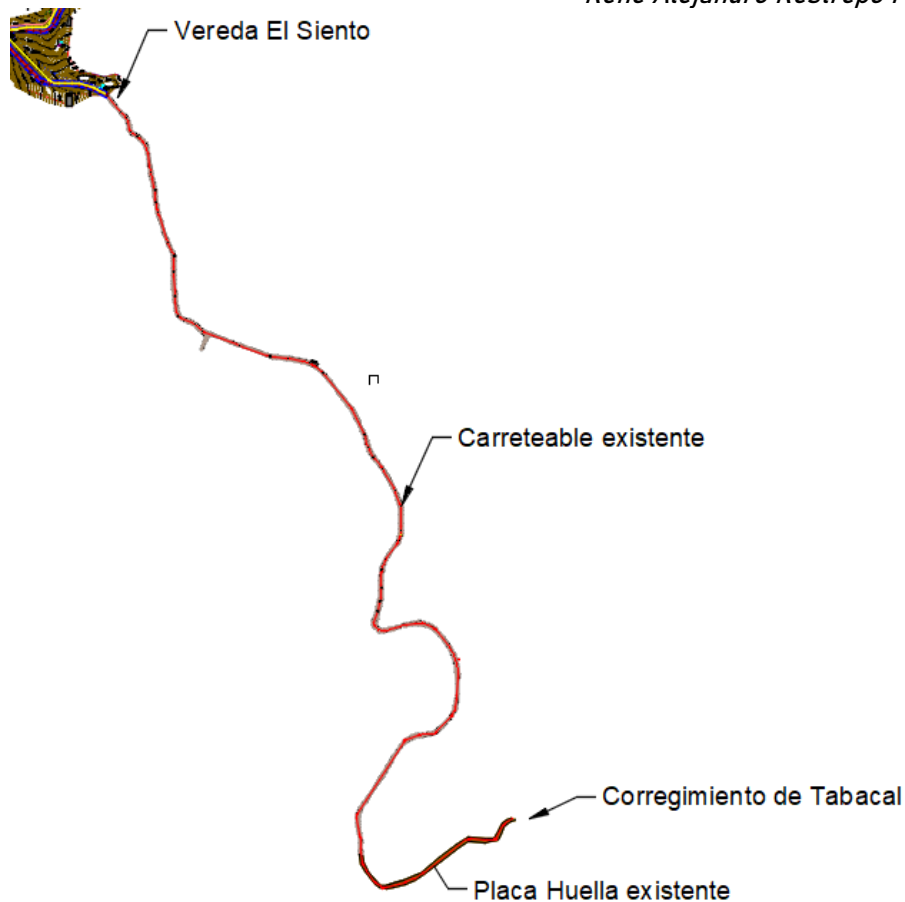 Vereda El Siento
Carreteable existente
Corregimiento de Tabacal
Placa Huella existente